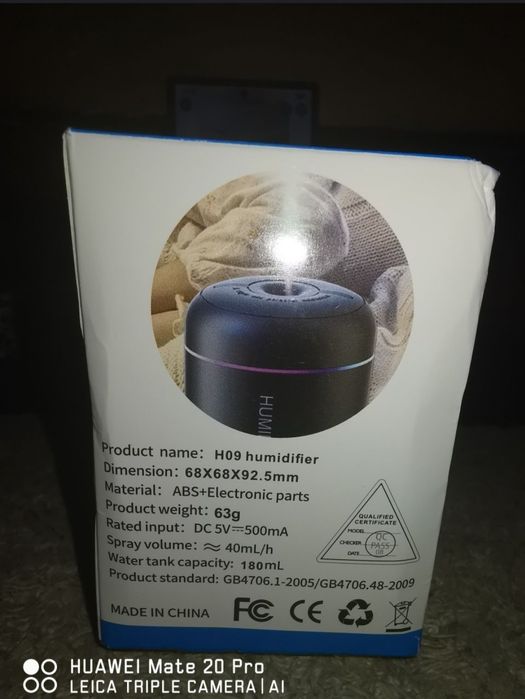 HUMI
Product name: H09 humidifier
Dimension: 68X68X92.5mm
Material: ABS+Electronic parts
Product weight: 63g
Rated input: DC 5V⎓500mA
Spray volume: ≈ 40mL/h
Water tank capacity: 180mL
Product standard: GB4706.1-2005/GB4706.48-2009
QUALIFIED
CERTIFICATE
MODEL
CHECKER
DATE
QC
PASS
08
MADE IN CHINA FC CE
HUAWEI Mate 20 Pro
LEICA TRIPLE CAMERA | AI